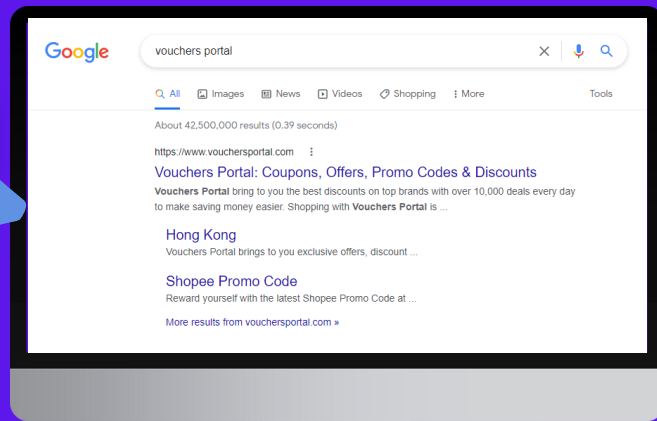 Google
vouchers portal
All Images News Videos Shopping More Tools
About 42,500,000 results (0.39 seconds)
https://www.vouchersportal.com
Vouchers Portal: Coupons, Offers, Promo Codes & Discounts
Vouchers Portal bring to you the best discounts on top brands with over 10,000 deals every day
to make saving money easier. Shopping with Vouchers Portal is ...
Hong Kong
Vouchers Portal brings to you exclusive offers, discount ...
Shopee Promo Code
Reward yourself with the latest Shopee Promo Code at ...
More results from vouchersportal.com »